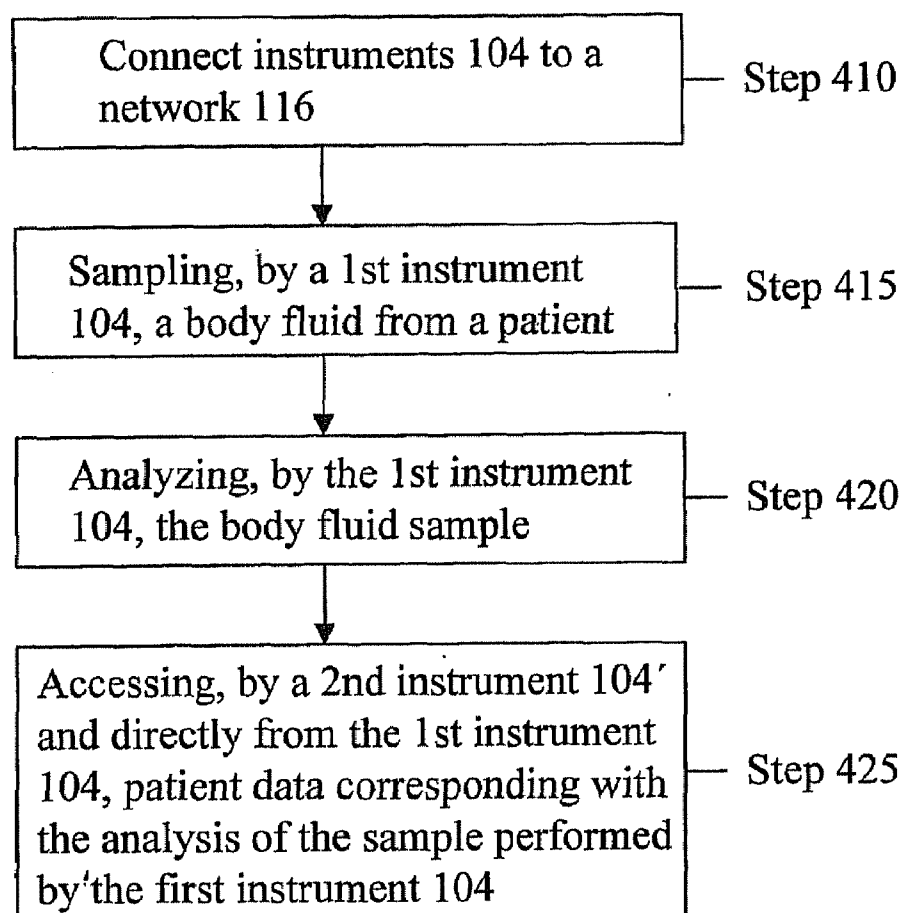 Connect instruments 104 to a
network 116
Step 410
Sampling, by a 1st instrument
104, a body fluid from a patient
Step 415
Analyzing, by the 1st instrument
104, the body fluid sample
Step 420
Accessing, by a 2nd instrument 104'
and directly from the 1st instrument
104, patient data corresponding with
the analysis of the sample performed
by the first instrument 104
Step 425